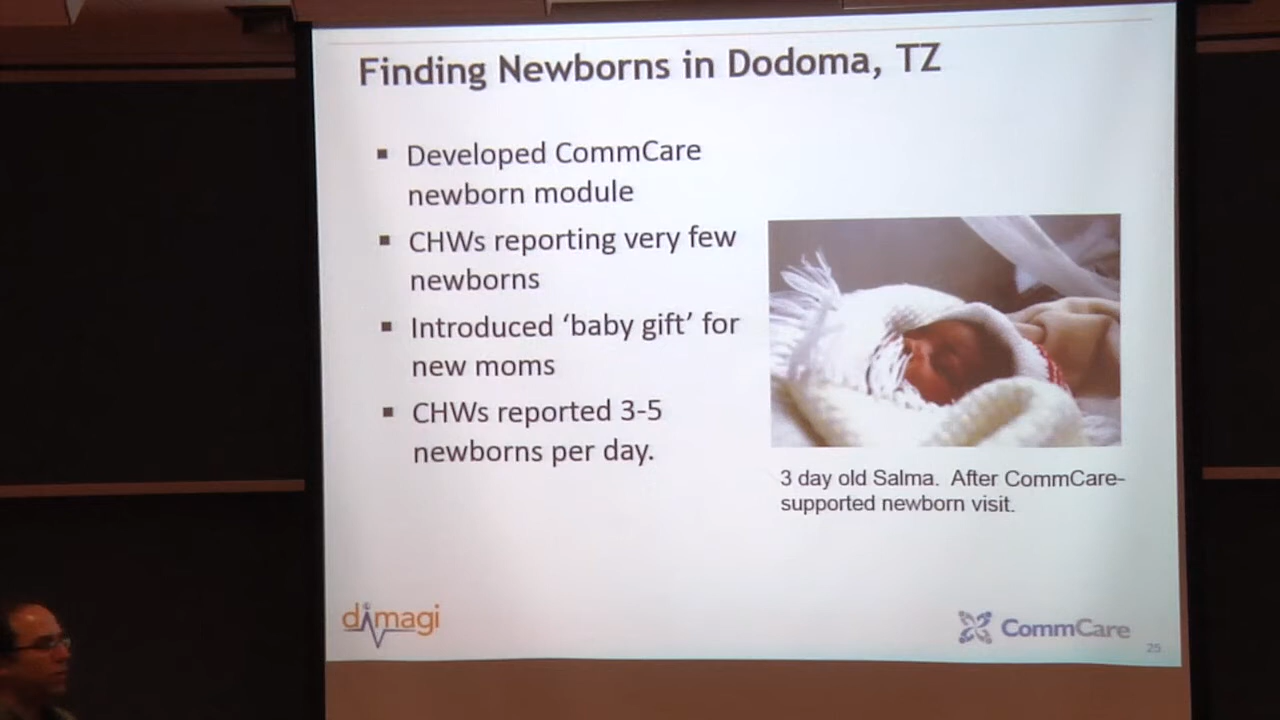 Finding Newborns in Dodoma, TZ
▪ Developed CommCare
newborn module
▪ CHWs reporting very few
newborns
▪ Introduced ‘baby gift’ for
new moms
▪ CHWs reported 3-5
newborns per day.
3 day old Salma. After CommCare-
supported newborn visit.
dimagi
CommCare
25